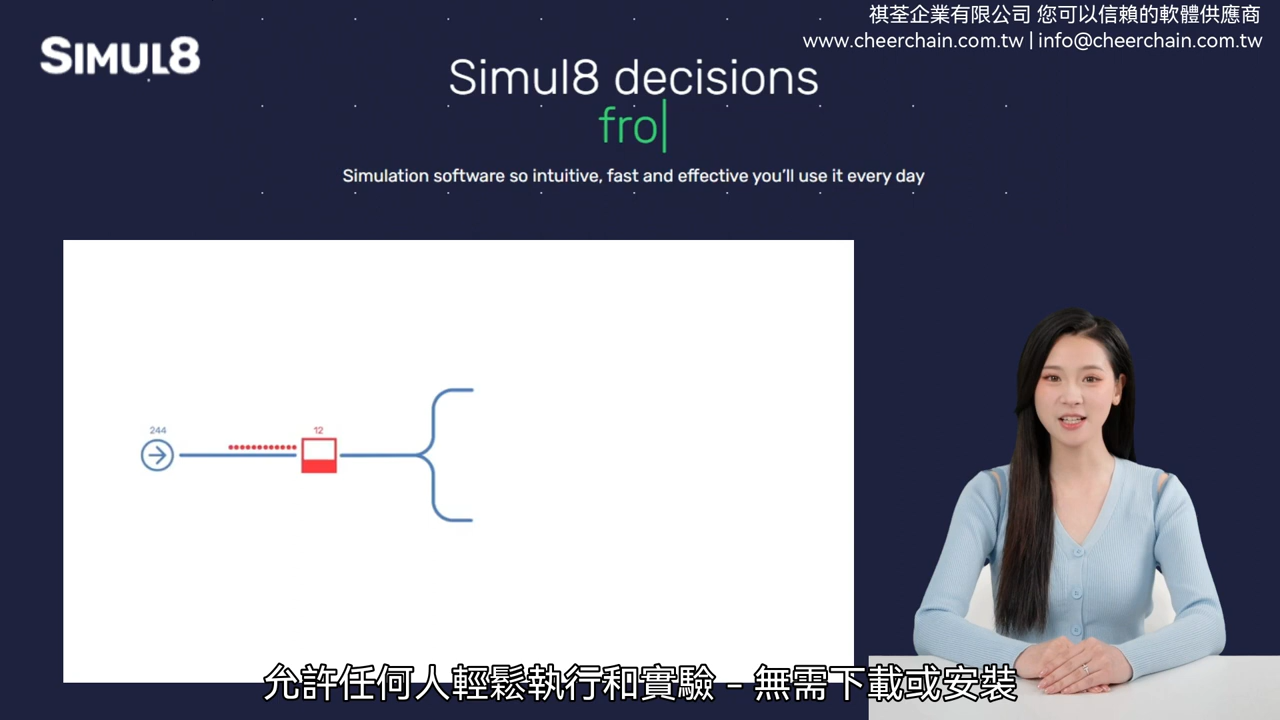 祺荃企業有限公司 您可以信賴的軟體供應商
www.cheerchain.com.tw | info@cheerchain.com.tw
SIMUL8
Simul8 decisions
fro
Simulation software so intuitive, fast and effective you'll use it every day
244
12
允許任何人輕鬆執行和實驗 - 無需下載或安裝